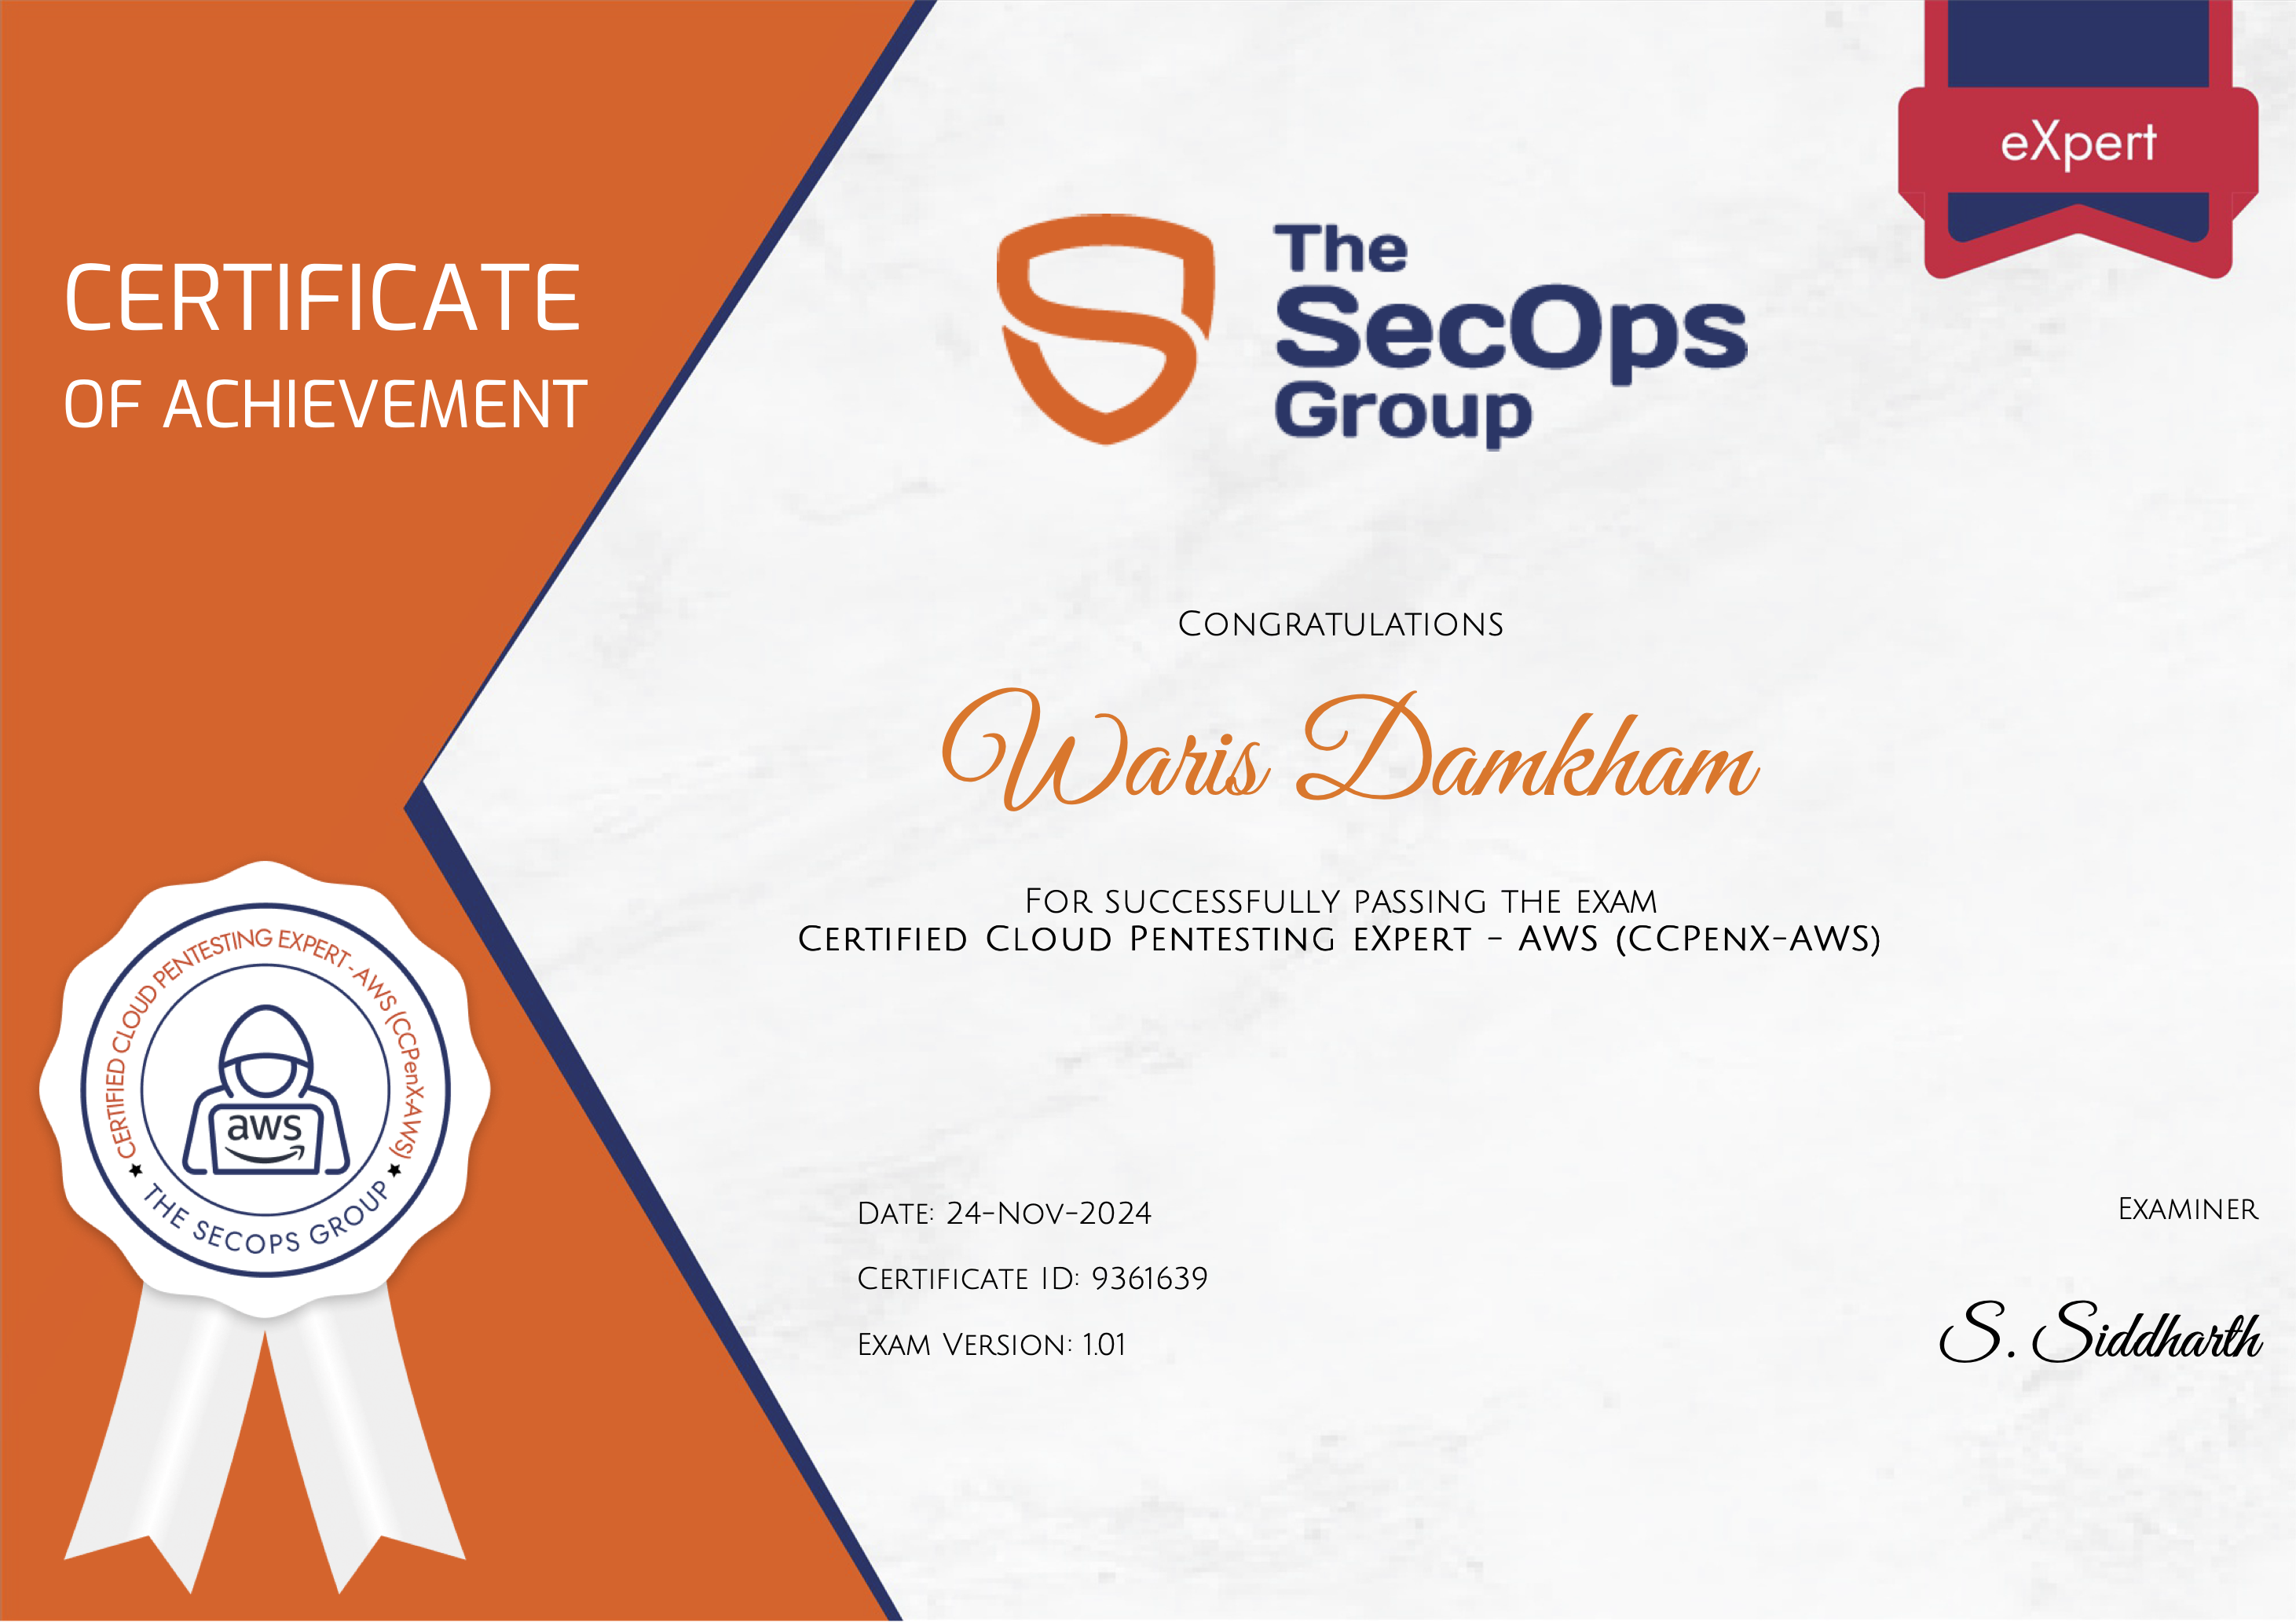 CERTIFICATE
OF ACHIEVEMENT
eXpert
The
SecOps
Group
Congratulations
Waris Damkham
For successfully passing the exam
Certified Cloud Pentesting eXpert - AWS (CCPenX-AWS)
CERTIFIED CLOUD PENTESTING EXPERT - AWS (CCPenX-AWS)
aws
THE SECOPS GROUP
Date: 24-Nov-2024
Certificate ID: 9361639
Exam Version: 1.01
Examiner
S. Siddharth